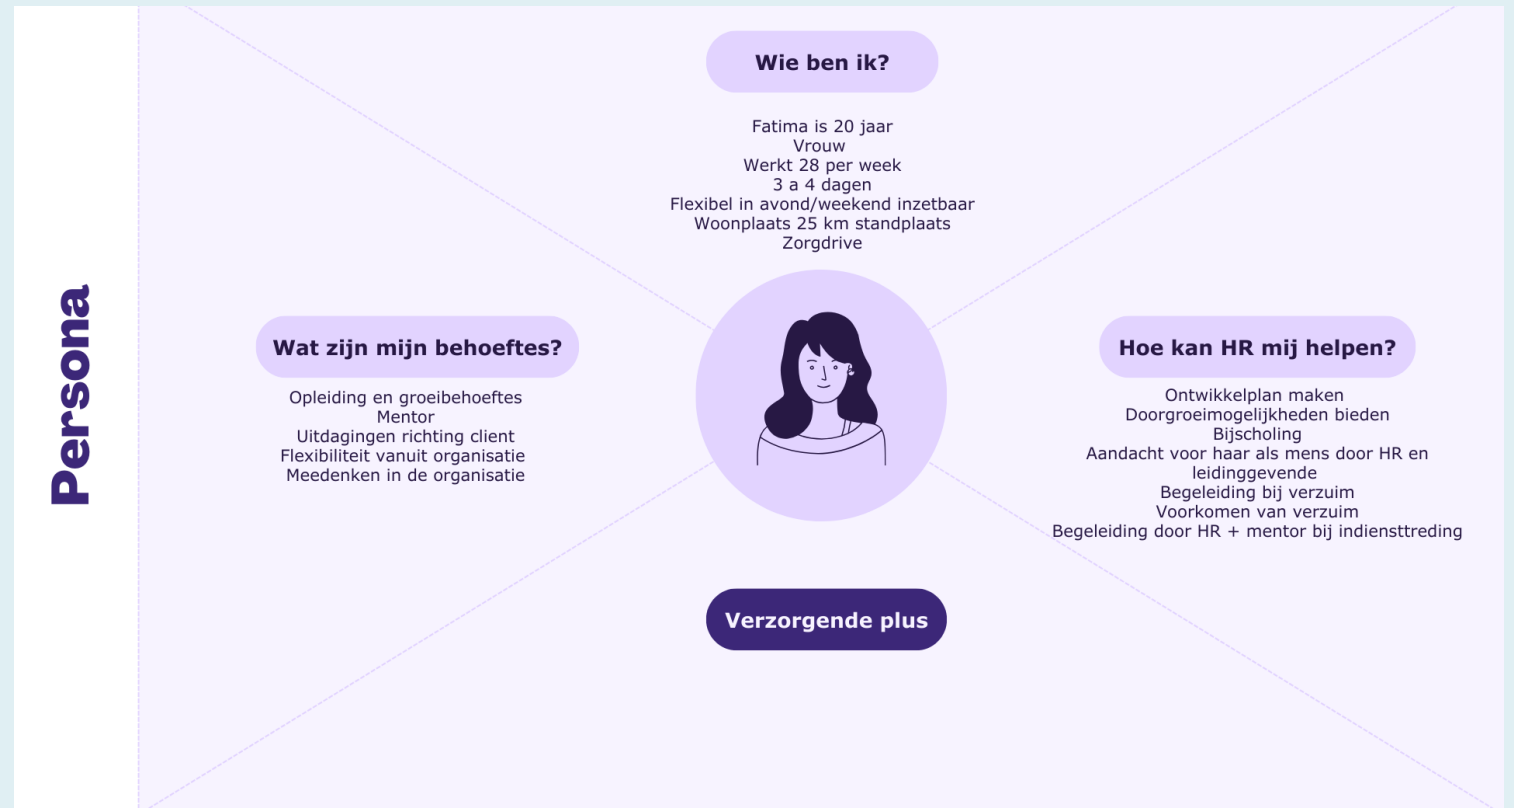 Persona
Wie ben ik?
Fatima is 20 jaar
Vrouw
Werkt 28 per week
3 a 4 dagen
Flexibel in avond/weekend inzetbaar
Woonplaats 25 km standplaats
Zorgdrive
Wat zijn mijn behoeftes?
Opleiding en groeibehoeftes
Mentor
Uitdagingen richting client
Flexibiliteit vanuit organisatie
Meedenken in de organisatie
Hoe kan HR mij helpen?
Ontwikkelplan maken
Doorgroeimogelijkheden bieden
Bijscholing
Aandacht voor haar als mens door HR en
leidinggevende
Begeleiding bij verzuim
Voorkomen van verzuim
Begeleiding door HR + mentor bij indiensttreding
Verzorgende plus